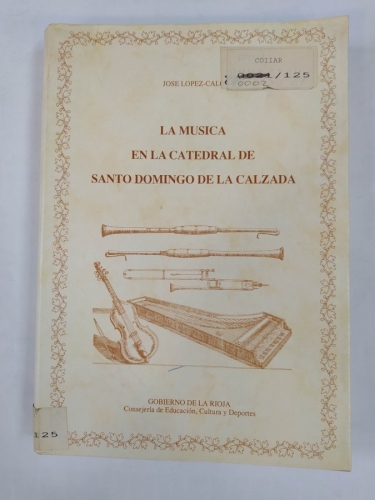 COLIAR
/125
0002
JOSE LOPEZ-CAL
LA MUSICA
EN LA CATEDRAL DE
SANTO DOMINGO DE LA CALZADA
GOBIERNO DE LA RIOJA
Consejería de Educación, Cultura y Deportes
125